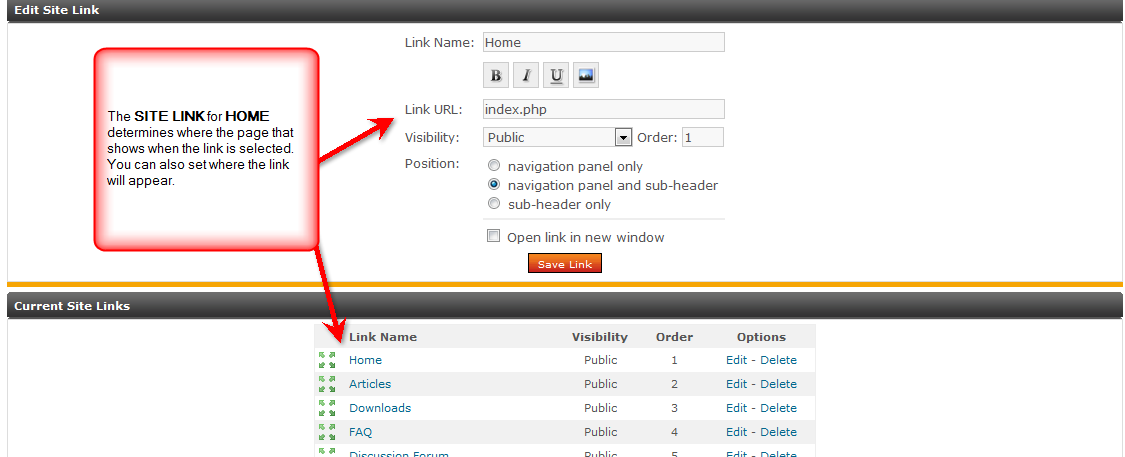 Edit Site Link
Link Name: Home
B I U
The SITE LINK for HOME
determines where the page that
shows when the link is selected.
You can also set where the link
will appear.
Link URL: index.php
Visibility: Public Order: 1
Position: navigation panel only
navigation panel and sub-header
sub-header only
Open link in new window
Save Link
Current Site Links
Link Name Visibility Order Options
Home Public 1 Edit - Delete
Articles Public 2 Edit - Delete
Downloads Public 3 Edit - Delete
FAQ Public 4 Edit - Delete
Discussion Forum Public 5 Edit - Delete